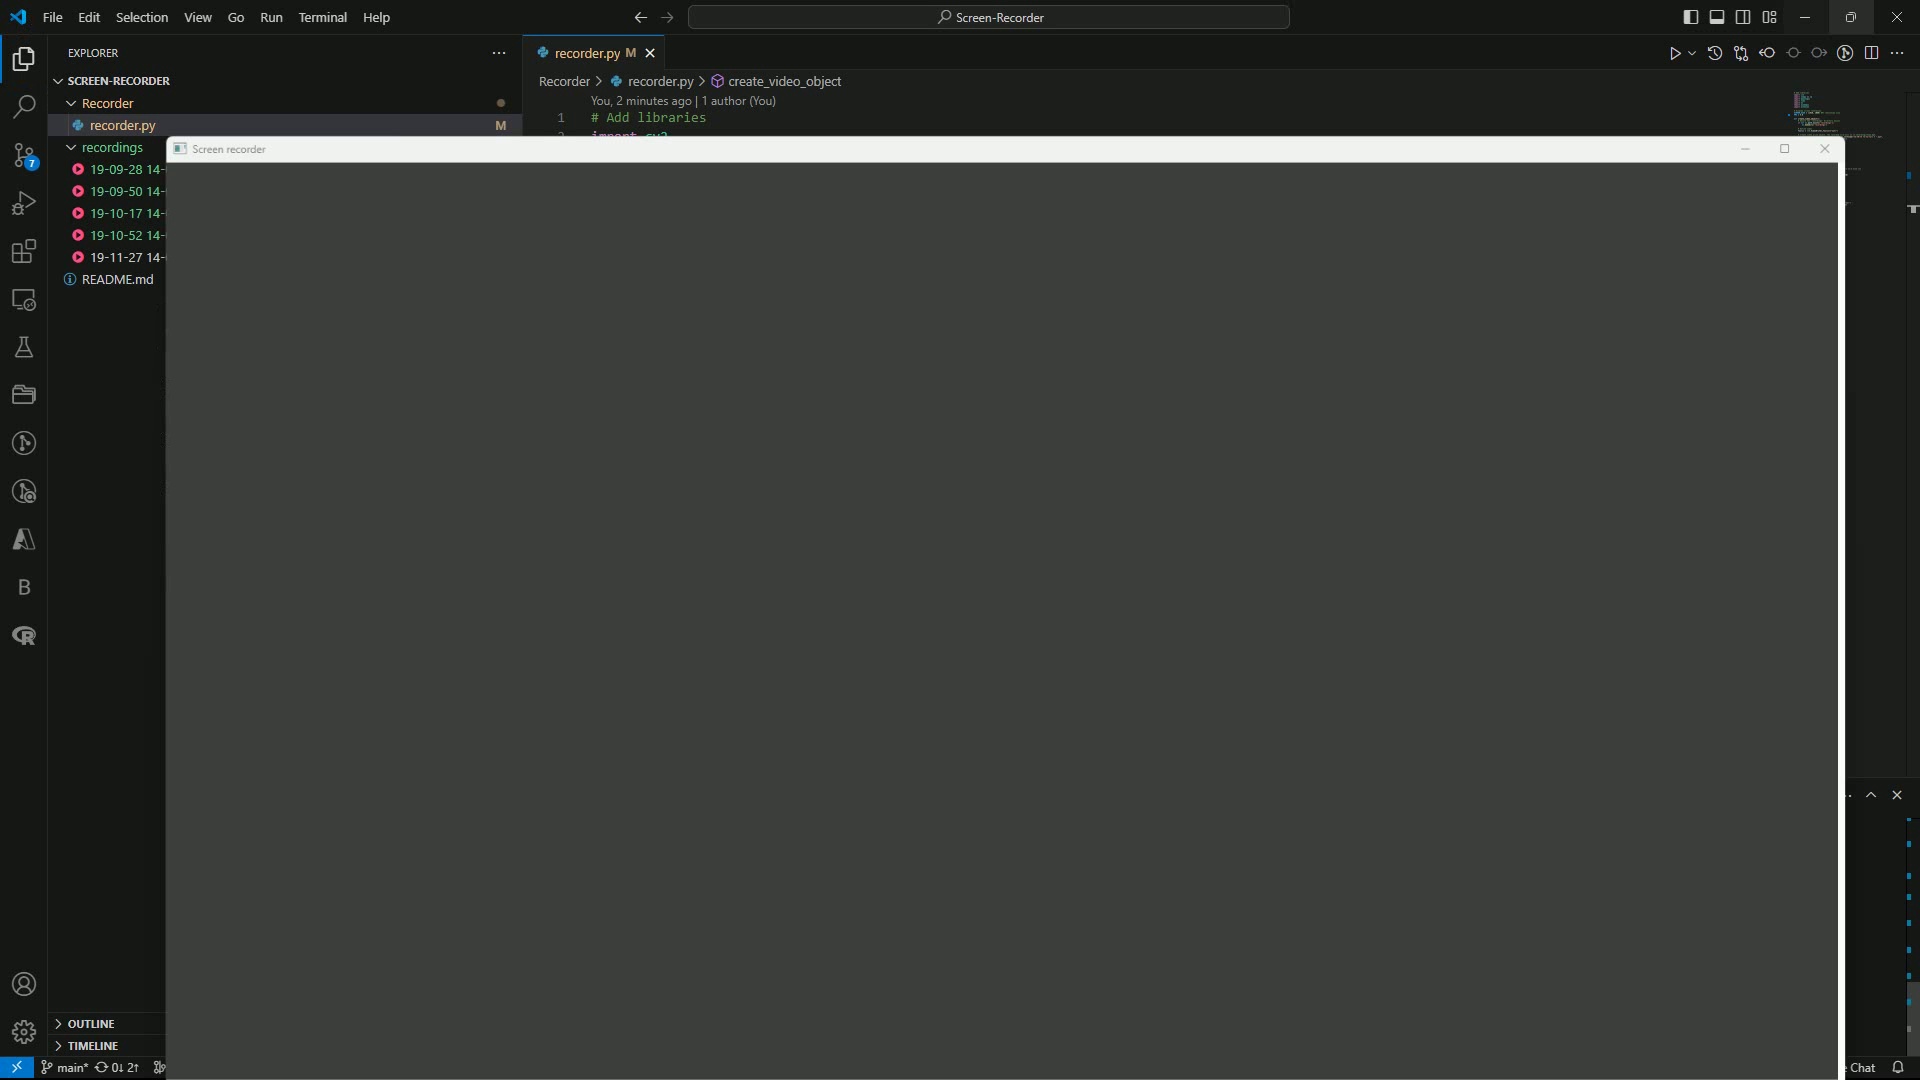 File Edit Selection View Go Run Terminal Help
Screen-Recorder
EXPLORER
recorder.py M
SCREEN-RECORDER
Recorder > recorder.py > create_video_object
Recorder
You, 2 minutes ago | 1 author (You)
recorder.py M
1 # Add libraries
recordings
Screen recorder
19-09-28 14-
19-09-50 14-
19-10-17 14-
19-10-52 14-
19-11-27 14-
README.md
7
B
R
OUTLINE
TIMELINE
main* 0↓ 2↑
Chat